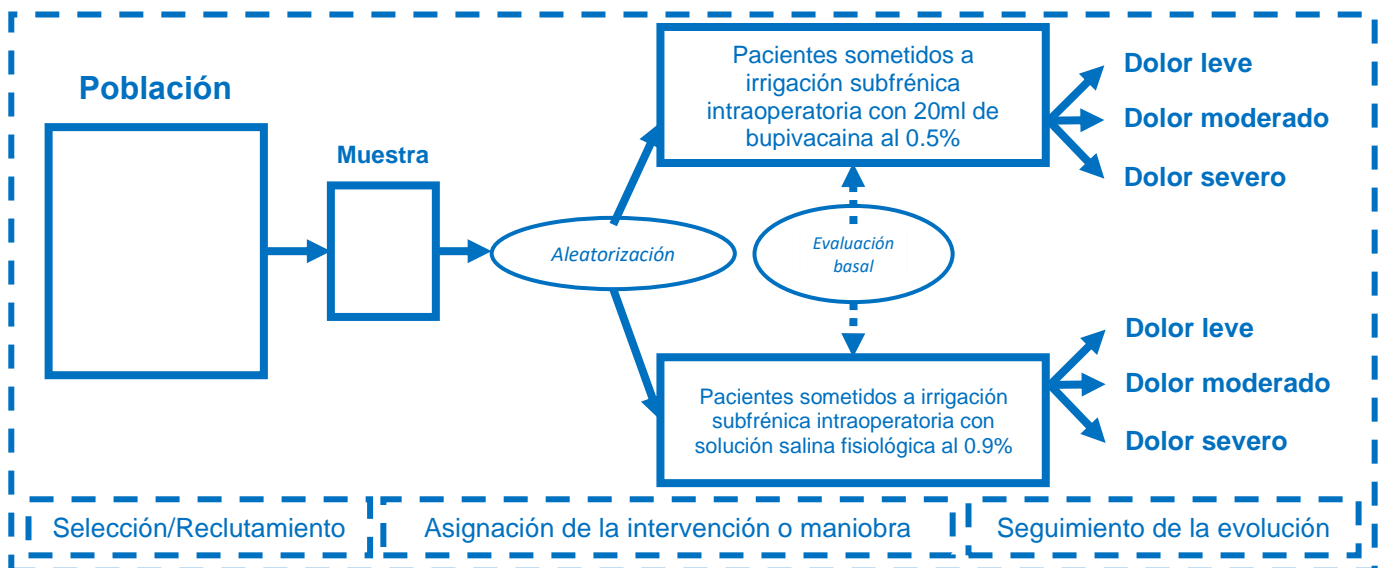 Población
Muestra
Aleatorización
Pacientes sometidos a
irrigación subfrénica
intraoperatoria con 20ml de
bupivacaina al 0.5%
Dolor leve
Dolor moderado
Dolor severo
Evaluación
basal
Pacientes sometidos a irrigación
subfrénica intraoperatoria con
solución salina fisiológica al 0.9%
Dolor leve
Dolor moderado
Dolor severo
Selección/Reclutamiento
Asignación de la intervención o maniobra
Seguimiento de la evolución